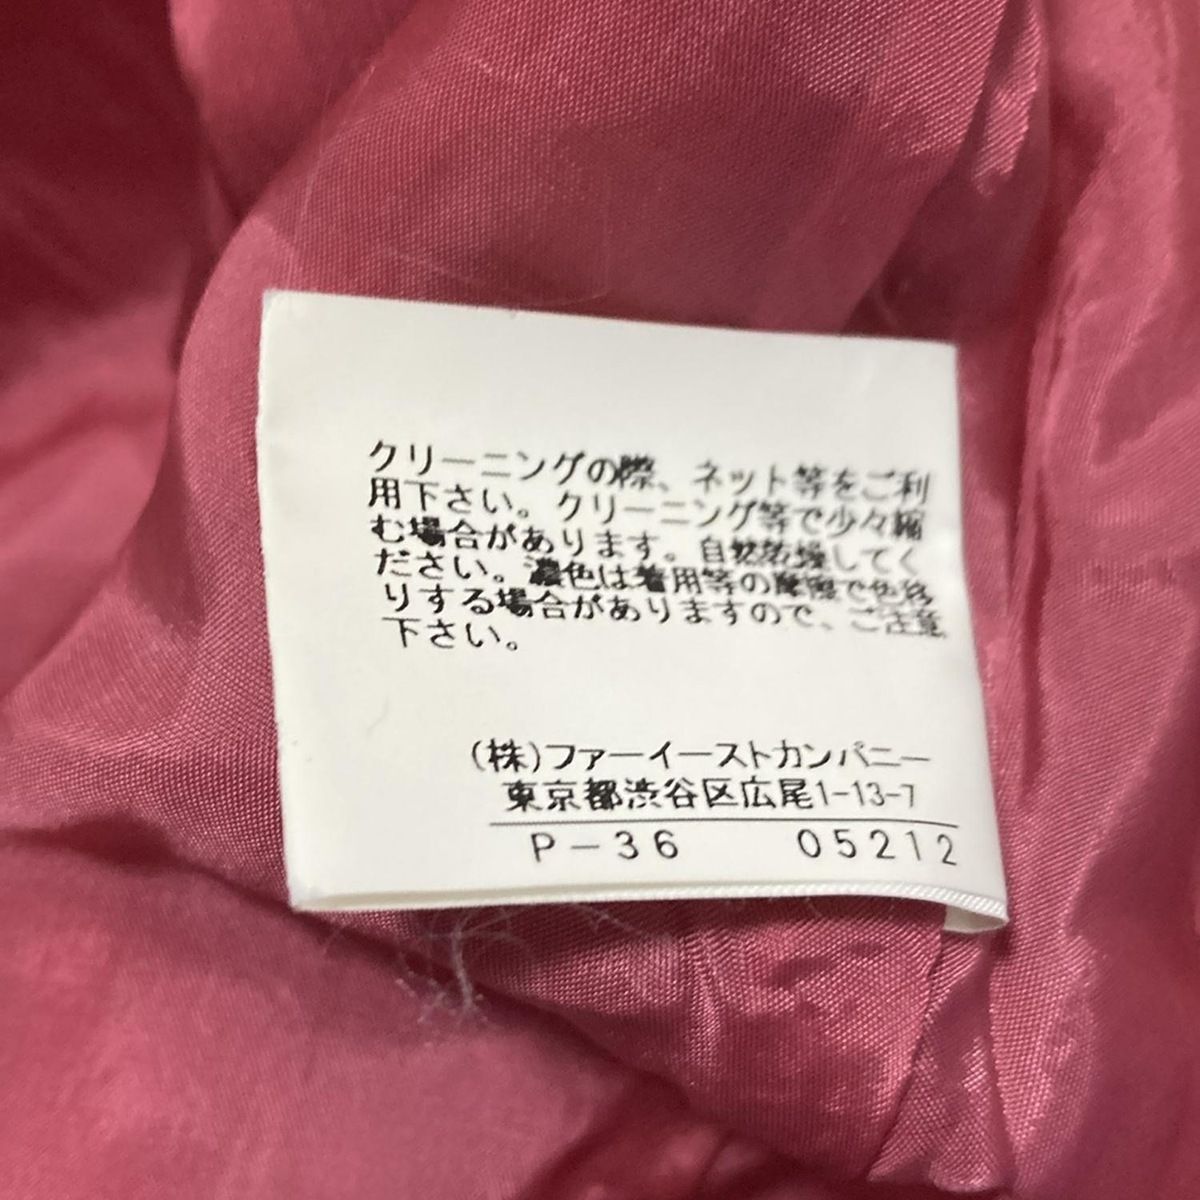 クリーニングの際、ネット等をご利
用下さい。クリーニング等で少々縮
む場合があります。自然乾燥してく
ださい。濃色は着用等の摩擦で色移
りする場合がありますので、ご注意
下さい。
(株)ファーイーストカンパニー
東京都渋谷区広尾1-13-7
P-36 05212